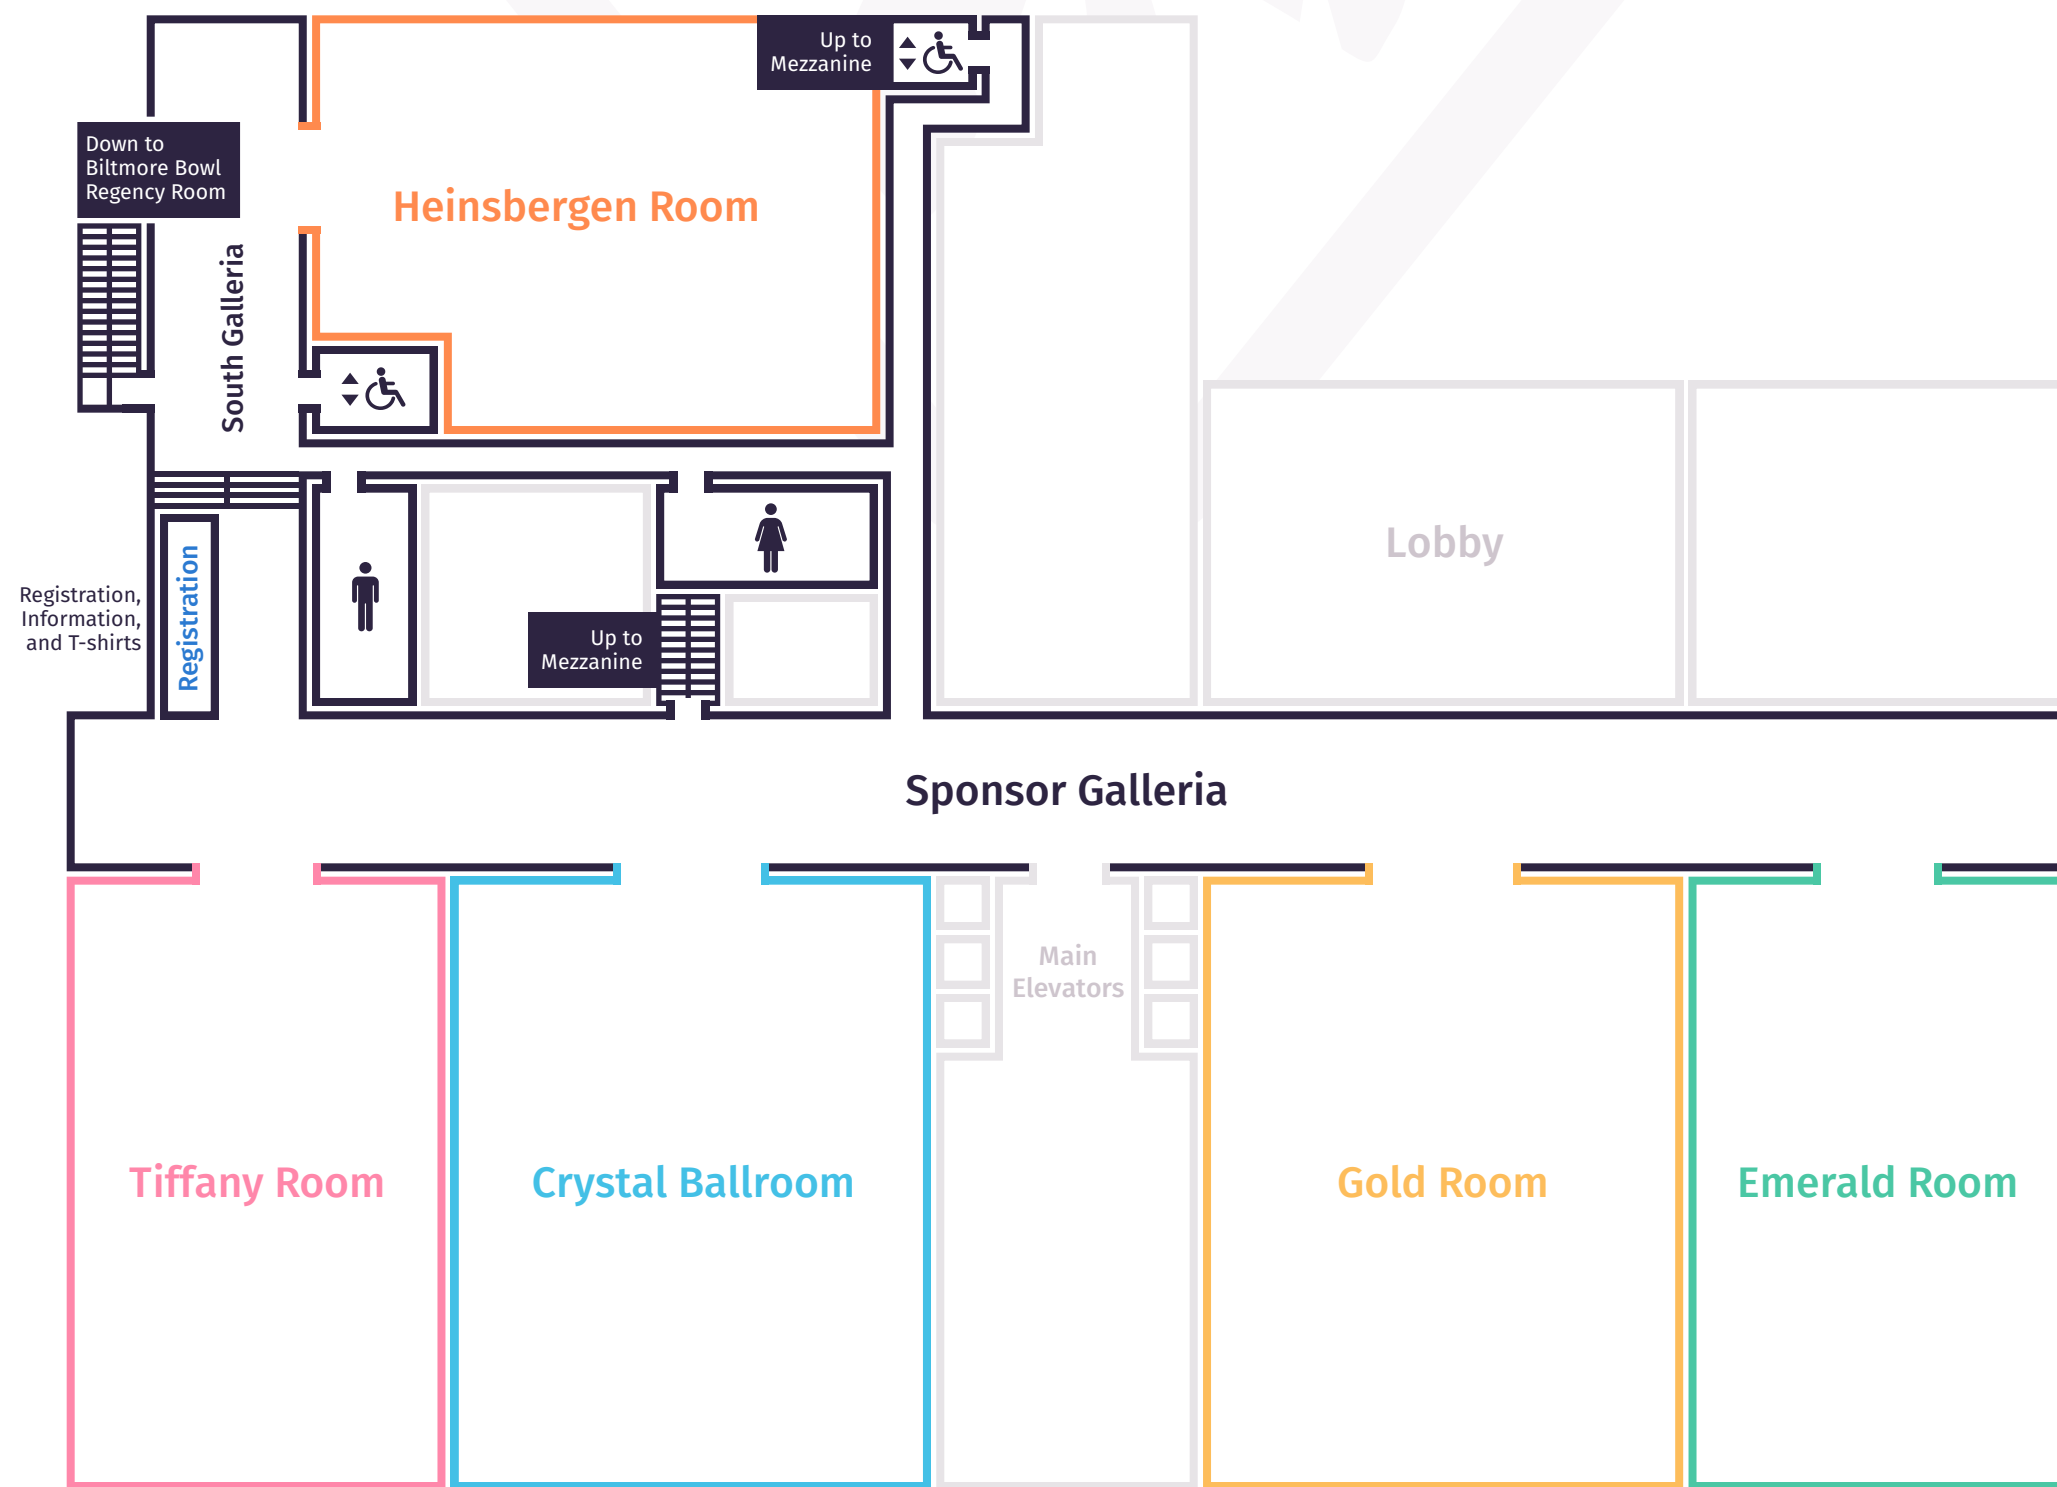 Up to
Mezzanine
Down to
Biltmore Bowl
Regency Room
Heinsbergen Room
South Galleria
Lobby
Registration,
Information,
and T-shirts
Registration
Up to
Mezzanine
Sponsor Galleria
Main
Elevators
Tiffany Room
Crystal Ballroom
Gold Room
Emerald Room